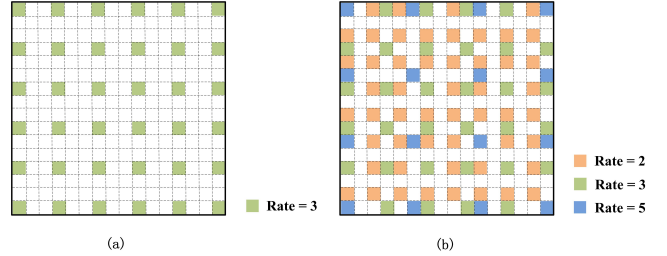 Rate = 3
Rate = 2
Rate = 3
Rate = 5
(a)
(b)